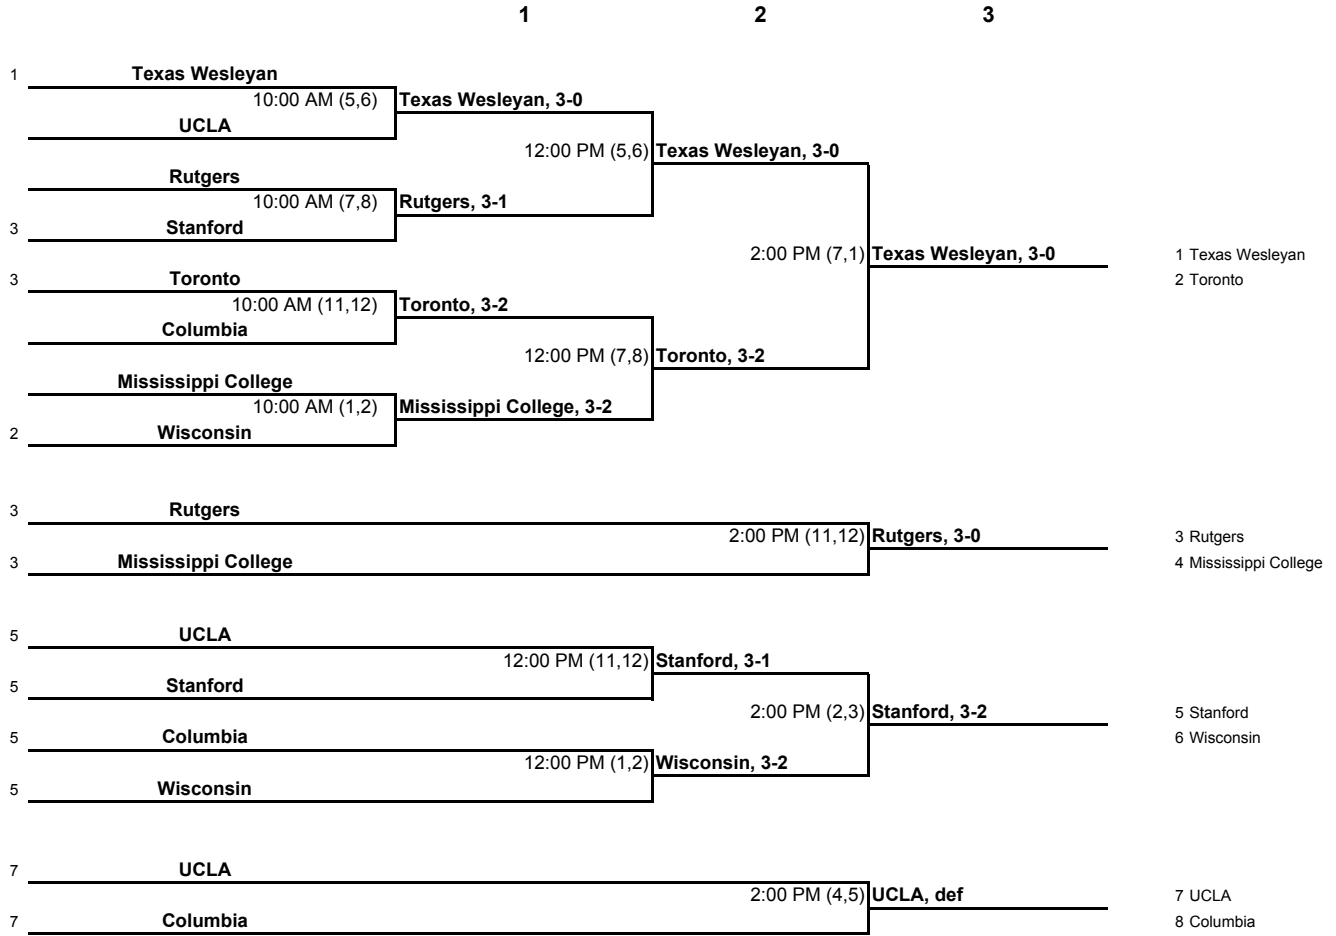 1 2 3
1 Texas Wesleyan
10:00 AM (5,6) Texas Wesleyan, 3-0
UCLA
12:00 PM (5,6) Texas Wesleyan, 3-0
Rutgers
10:00 AM (7,8) Rutgers, 3-1
3 Stanford
2:00 PM (7,1) Texas Wesleyan, 3-0 1 Texas Wesleyan
3 Toronto 2 Toronto
10:00 AM (11,12) Toronto, 3-2
Columbia
12:00 PM (7,8) Toronto, 3-2
Mississippi College
10:00 AM (1,2) Mississippi College, 3-2
2 Wisconsin
3 Rutgers
2:00 PM (11,12) Rutgers, 3-0 3 Rutgers
3 Mississippi College 4 Mississippi College
5 UCLA
12:00 PM (11,12) Stanford, 3-1
5 Stanford
2:00 PM (2,3) Stanford, 3-2 5 Stanford
5 Columbia 6 Wisconsin
12:00 PM (1,2) Wisconsin, 3-2
5 Wisconsin
7 UCLA
2:00 PM (4,5) UCLA, def 7 UCLA
7 Columbia 8 Columbia